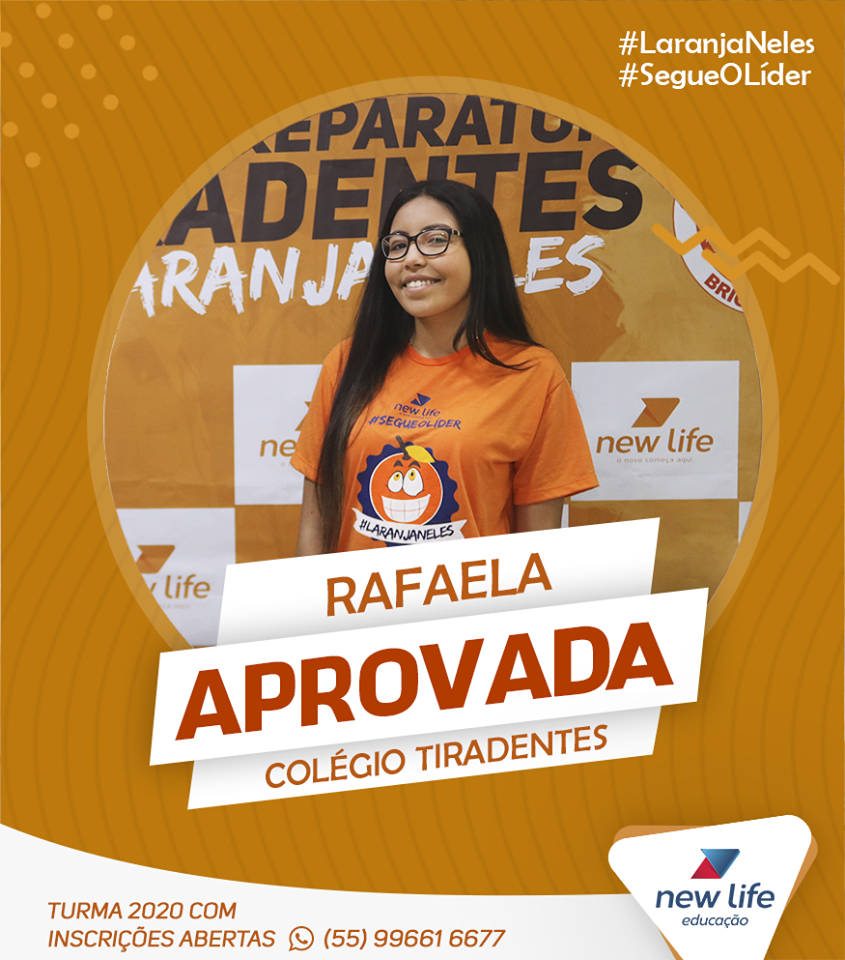 #LaranjaNeles
#SegueOLíder
new life
#SEGUEOLÍDER
#LARANJANELES
new life
o novo começa aqui.
life
RAFAELA
APROVADA
COLÉGIO TIRADENTES
new life
educação
TURMA 2020 COM
INSCRIÇÕES ABERTAS (55) 99661 6677